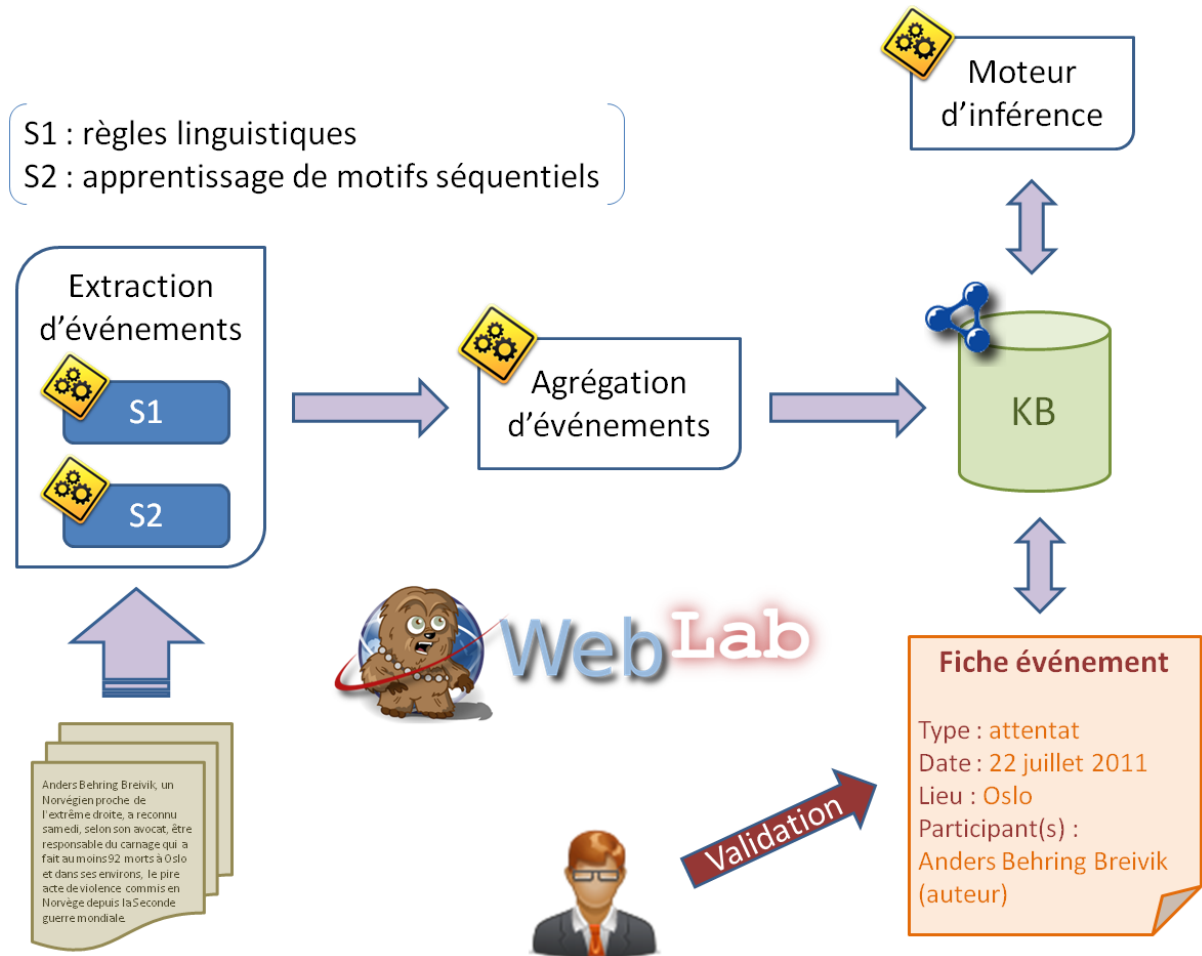 Moteur
d'inférence
S1 : règles linguistiques
S2 : apprentissage de motifs séquentiels
Extraction
d'événements
S1
S2
Agrégation
d'événements
KB
WebLab
Anders Behring Breivik, un
Norvégien proche de
l'extrême droite, a reconnu
samedi, selon son avocat, être
responsable du carnage qui a
fait au moins 92 morts à Oslo
et dans ses environs, le pire
acte de violence commis en
Norvège depuis la Seconde
guerre mondiale.
Validation
Fiche événement
Type : attentat
Date : 22 juillet 2011
Lieu : Oslo
Participant(s) :
Anders Behring Breivik
(auteur)